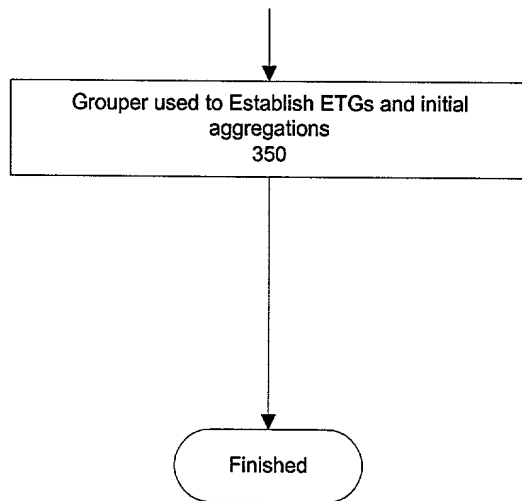 Grouper used to Establish ETGs and initial
aggregations
350
Finished